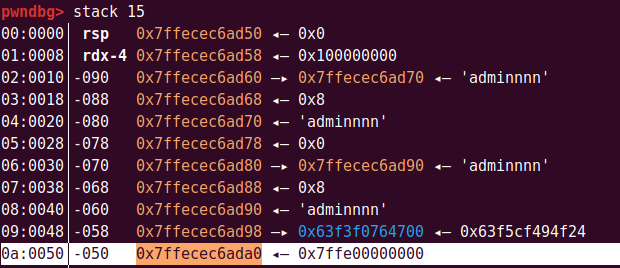 pwndbg> stack 15
00:0000│ rsp 0x7ffecec6ad50 ◂— 0x0
01:0008│ rdx-4 0x7ffecec6ad58 ◂— 0x100000000
02:0010│-090 0x7ffecec6ad60 —▸ 0x7ffecec6ad70 ◂— 'adminnnn'
03:0018│-088 0x7ffecec6ad68 ◂— 0x8
04:0020│-080 0x7ffecec6ad70 ◂— 'adminnnn'
05:0028│-078 0x7ffecec6ad78 ◂— 0x0
06:0030│-070 0x7ffecec6ad80 —▸ 0x7ffecec6ad90 ◂— 'adminnnn'
07:0038│-068 0x7ffecec6ad88 ◂— 0x8
08:0040│-060 0x7ffecec6ad90 ◂— 'adminnnn'
09:0048│-058 0x7ffecec6ad98 —▸ 0x63f3f0764700 ◂— 0x63f5cf494f24
0a:0050│-050 0x7ffecec6ada0 ◂— 0x7ffe00000000